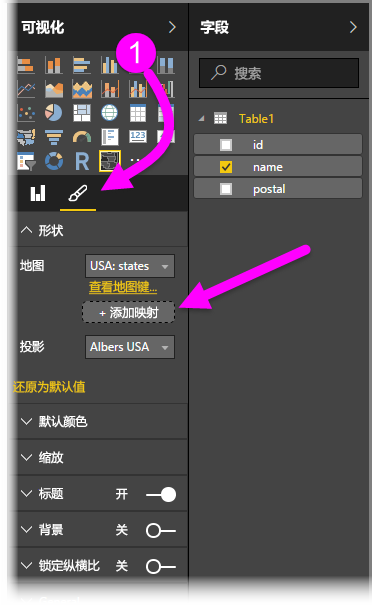 可视化
字段
1
搜索
R
123
Table1
id
name
postal
形状
地图 USA: states
查看地图键...
+ 添加映射
投影 Albers USA
还原为默认值
默认颜色
缩放
标题 开
背景 关
锁定纵横比 关